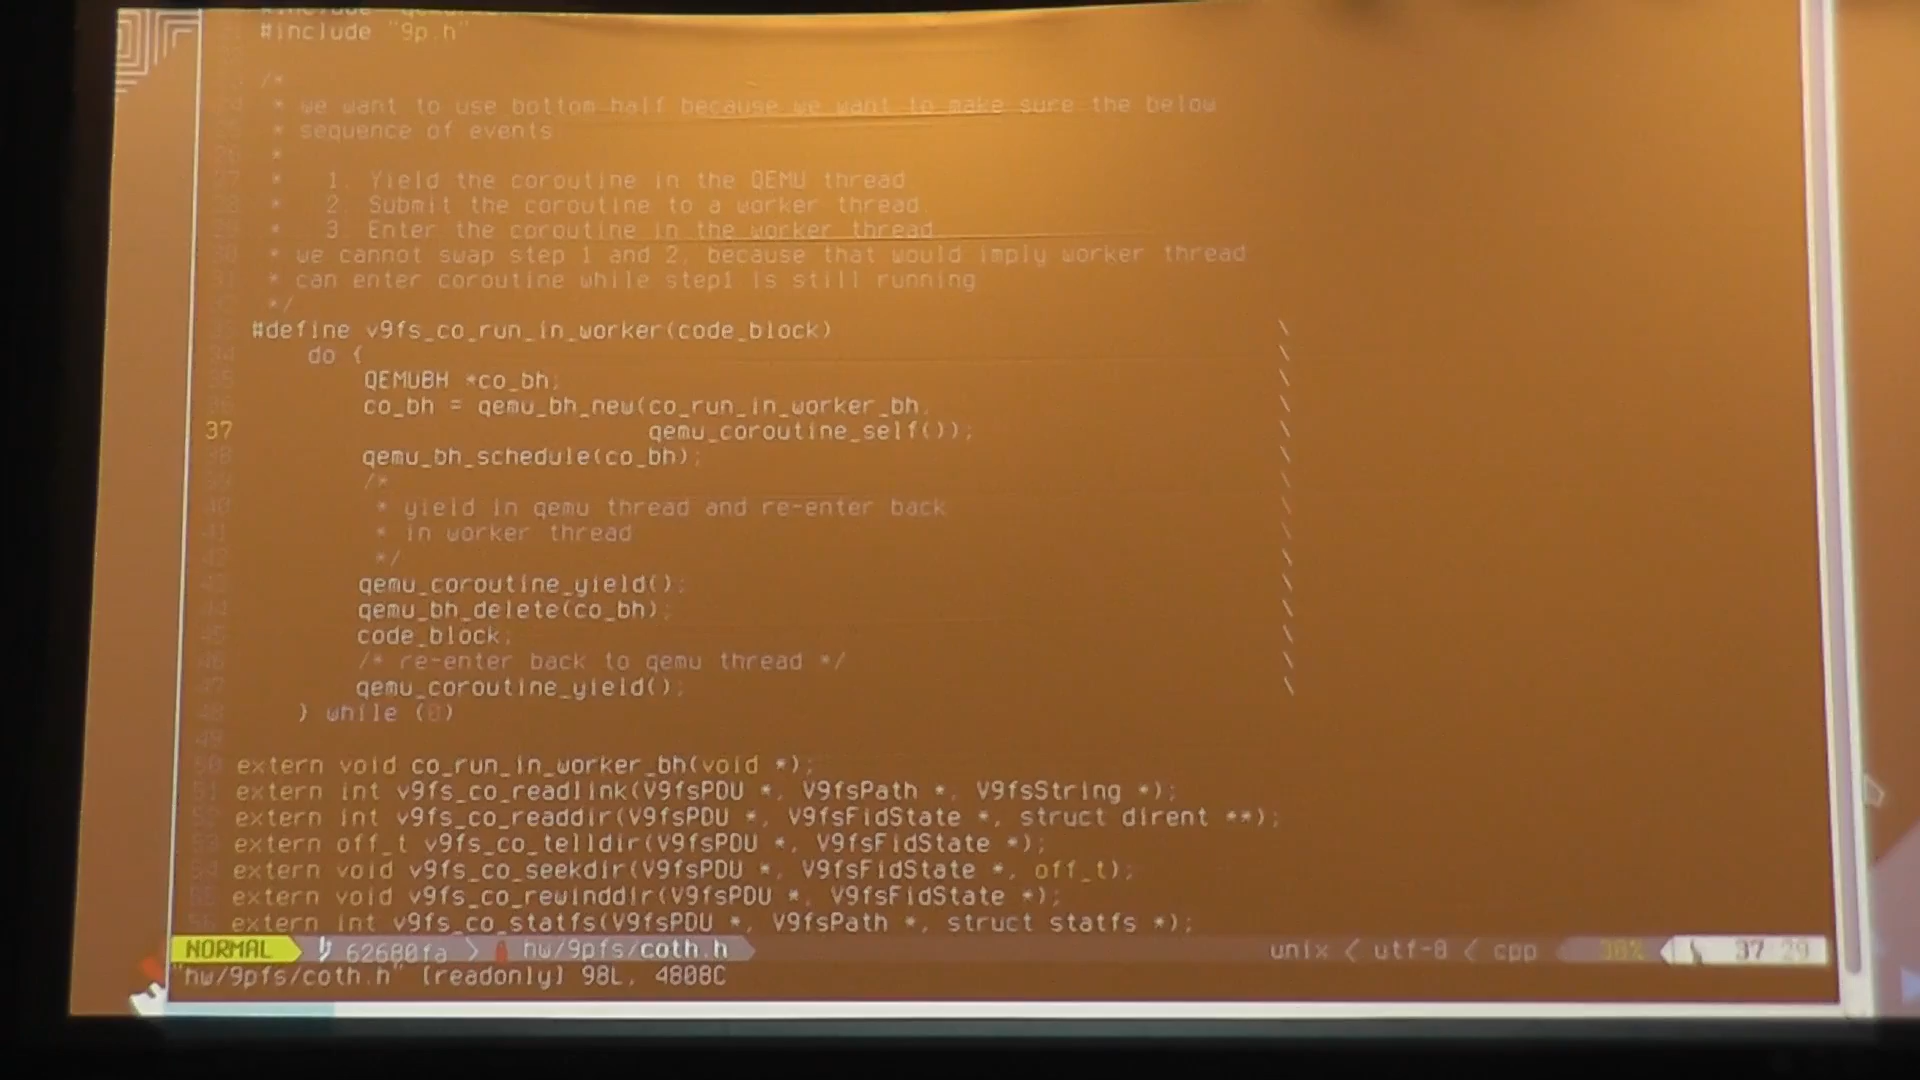 #include "9p.h"
/*
* we want to use bottom half because we want to make sure the below
* sequence of events
*
*   1. Yield the coroutine in the QEMU thread
*   2. Submit the coroutine to a worker thread.
*   3. Enter the coroutine in the worker thread.
* we cannot swap step 1 and 2, because that would imply worker thread
* can enter coroutine while step1 is still running
*/
#define v9fs_co_run_in_worker(code_block) \
do { \
QEMUBH *co_bh; \
co_bh = qemu_bh_new(co_run_in_worker_bh, \
37 qemu_coroutine_self()); \
qemu_bh_schedule(co_bh); \
/* \
* yield in qemu thread and re-enter back \
* in worker thread \
*/ \
qemu_coroutine_yield(); \
qemu_bh_delete(co_bh); \
code_block; \
/* re-enter back to qemu thread */ \
qemu_coroutine_yield(); \
} while (0)
50 extern void co_run_in_worker_bh(void *);
51 extern int v9fs_co_readlink(V9fsPDU *, V9fsPath *, V9fsString *);
52 extern int v9fs_co_readdir(V9fsPDU *, V9fsFidState *, struct dirent **);
53 extern off_t v9fs_co_telldir(V9fsPDU *, V9fsFidState *);
54 extern void v9fs_co_seekdir(V9fsPDU *, V9fsFidState *, off_t);
55 extern void v9fs_co_rewinddir(V9fsPDU *, V9fsFidState *);
56 extern int v9fs_co_statfs(V9fsPDU *, V9fsPath *, struct statfs *);
NORMAL 62680fa hw/9pfs/coth.h unix < utf-8 < cpp 37
"hw/9pfs/coth.h" [readonly] 98L, 4808C